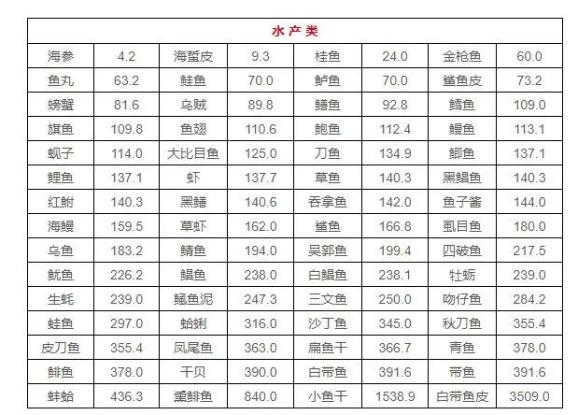 水产类
海参 4.2 海蜇皮 9.3 桂鱼 24.0 金枪鱼 60.0
鱼丸 63.2 鲑鱼 70.0 鲈鱼 70.0 鲨鱼皮 73.2
螃蟹 81.6 乌贼 89.8 鳝鱼 92.8 鳕鱼 109.0
旗鱼 109.8 鱼翅 110.6 鲍鱼 112.4 鳗鱼 113.1
蚬子 114.0 大比目鱼 125.0 刀鱼 134.9 鲫鱼 137.1
鲤鱼 137.1 虾 137.7 草鱼 140.3 黑鲳鱼 140.3
红鲋 140.3 黑鳝 140.6 吞拿鱼 142.0 鱼子酱 144.0
海鳗 159.5 草虾 162.0 鲨鱼 166.8 虱目鱼 180.0
乌鱼 183.2 鲭鱼 194.0 吴郭鱼 199.4 四破鱼 217.5
鱿鱼 226.2 鲳鱼 238.0 白鲳鱼 238.1 牡蛎 239.0
生蚝 239.0 鳁鱼泥 247.3 三文鱼 250.0 吻仔鱼 284.2
蛙鱼 297.0 蛤蜊 316.0 沙丁鱼 345.0 秋刀鱼 355.4
皮刀鱼 355.4 凤尾鱼 363.0 扁鱼干 366.7 青鱼 378.0
鲱鱼 378.0 干贝 390.0 白带鱼 391.6 带鱼 391.6
蚌蛤 436.3 熏鲱鱼 840.0 小鱼干 1538.9 白带鱼皮 3509.0